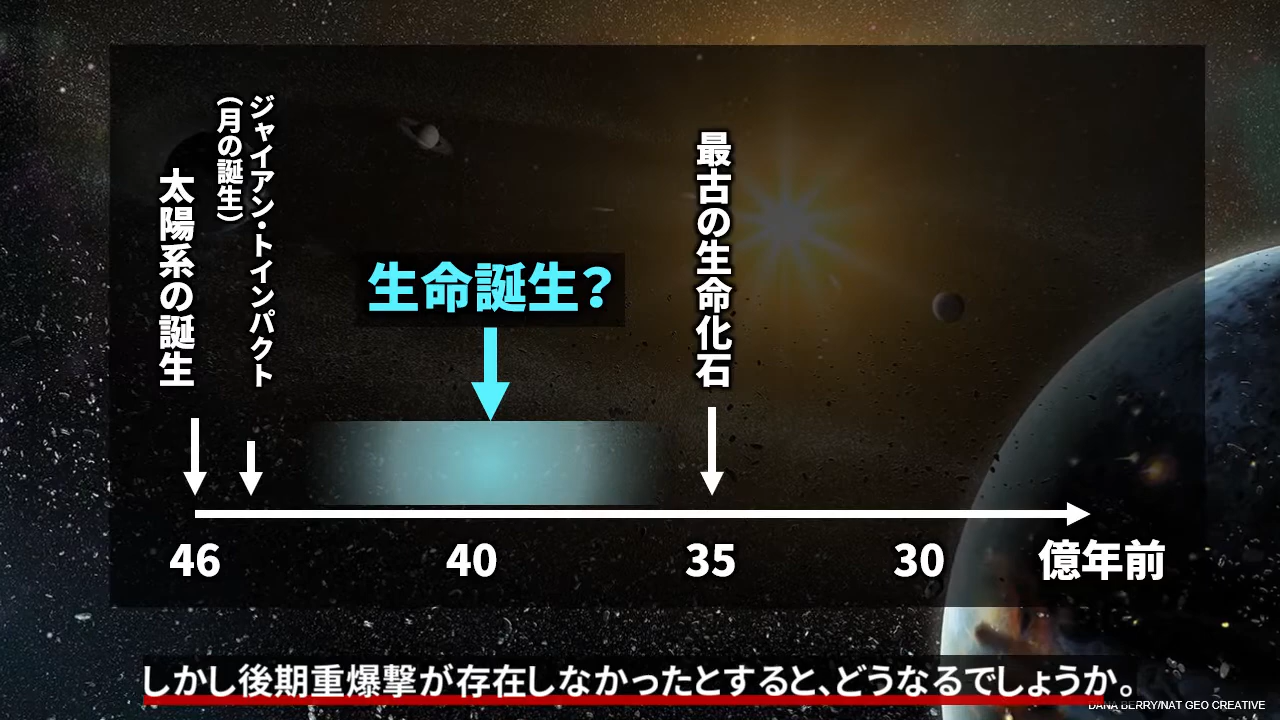 ジャイアン・トインパクト
(月の誕生)
太陽系の誕生
生命誕生?
最古の生命化石
46
40
35
30
億年前
しかし後期重爆撃が存在しなかったとすると、どうなるでしょうか。
DANA BERRY/NAT GEO CREATIVE